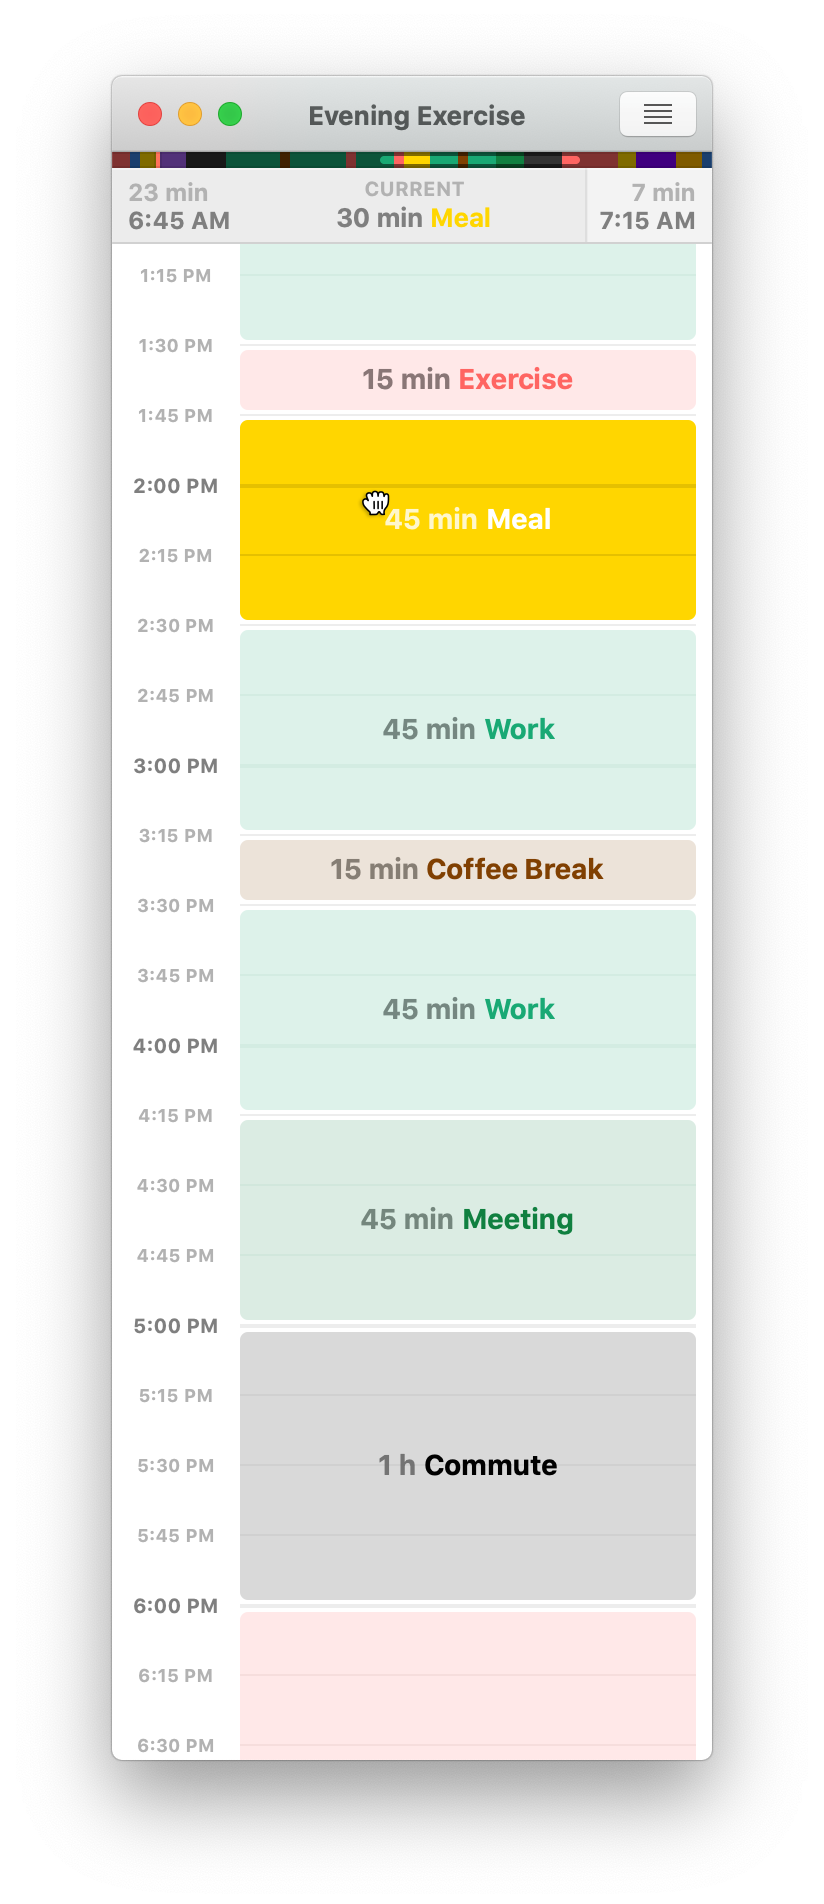 Evening Exercise
23 min
6:45 AM
CURRENT
30 min Meal
7 min
7:15 AM
1:15 PM
1:30 PM
15 min Exercise
1:45 PM
2:00 PM
45 min Meal
2:15 PM
2:30 PM
2:45 PM
45 min Work
3:00 PM
3:15 PM
15 min Coffee Break
3:30 PM
3:45 PM
45 min Work
4:00 PM
4:15 PM
4:30 PM
45 min Meeting
4:45 PM
5:00 PM
5:15 PM
5:30 PM
1 h Commute
5:45 PM
6:00 PM
6:15 PM
6:30 PM